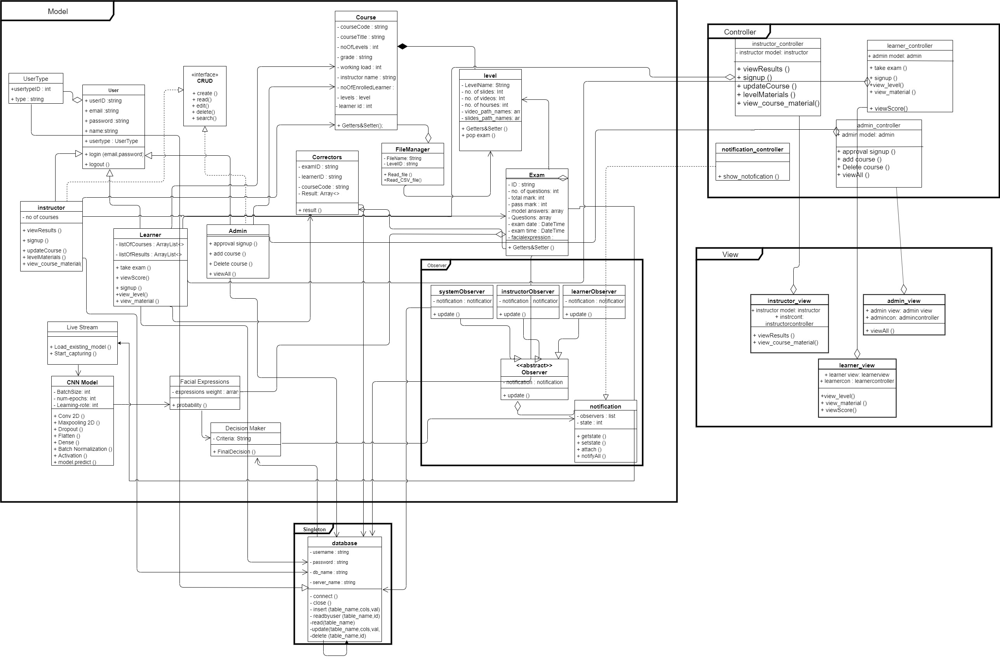 Model
Course
- courseCode : string
- courseTitle : string
- noOfLevels : int
- grade : string
- working load : int
- instructor name : string
- noOfEnrolledLearner :
- levels : level
- learner id : int
+ Getters&Setter();
UserType
+usertypeID : int
+ type : string
User
+ userID :string
+ email :string
+ password :string
+ name:string
+ usertype : UserType
+ login (email,password)
+ logout ()
«interface»
CRUD
+ create ()
+ read()
+ edit()
+ delete()
+ search()
level
- LevelName: String
- no. of slides: Int
- no. of videos: Int
- no. of hourses: int
- video_path_names: arr
- slides_path_names: ar
+ Getters&Setter ()
+ pop exam ()
Correctors
- examID : string
- learnerID : string
- courseCode : string
- Result: Array<>
+ result ()
FileManager
- FileName: String
- LevelID : string
+ Read_file ()
+Read_CSV_file()
Exam
- ID : string
- no. of questions: int
- total mark: int
- pass mark : int
- model answers: array
- Questions: array
- exam date : DateTime
- exam time : DateTime
- facialexpression :
+ Getters&Setter ()
instructor
- no of courses
+ viewResults ()
+ signup ()
+ updateCourse ()
+ levelMaterials ()
+ view_course_material(
Learner
- listOfCourses : ArrayList<>
- listOfResults : ArrayList<>
+ take exam ()
+ viewScore()
+ signup ()
+view_level()
+ view_material ()
Admin
+ approval signup ()
+ add course ()
+ Delete course ()
+ viewAll ()
Live Stream
+ Load_existing_model ()
+ Start_capturing ()
CNN Model
- BatchSize: int
- num-epochs: int
- Learning-rote: int
+ Conv 2D ()
+ Maxpooling 2D ()
+ Dropout ()
+ Flatten ()
+ Dense ()
+ Batch Normalization ()
+ Activation ()
+ model.predict ()
Facial Expressions
- expressions weight : array
+ probability ()
Decision Maker
- Criteria: String
+ FinalDecision ()
Observer
systemObserver
- notification : notificatior
+ update ()
instructorObserver
- notification : notificatior
+ update ()
learnerObserver
- notification : notificatior
+ update ()
<<abstract>>
Observer
- notification : notification
+ update ()
notification
- observers : list
- state : int
+ getstate ()
+ setstate ()
+ attach ()
+ notifyAll ()
Singleton
database
- username : string
- password : string
- db_name : string
- server_name : string
- connect ()
- close ()
- insert (table_name,cols,val)
- readbyuser (table_name,id)
-read(table_name)
-update(table_name,cols,val,
-delete (table_name,id)
Controller
instructor_controller
- instructor model: instructor
+ viewResults ()
+ signup ()
+ updateCourse ()
+ levelMaterials ()
+ view_course_material()
learner_controller
+ admin model: admin
+ take exam ()
+ signup ()
+view_level()
+ view_material ()
+ viewScore()
admin_controller
+ admin model: admin
+ approval signup ()
+ add course ()
+ Delete course ()
+ viewAll ()
notification_controller
+ show_notofication ()
View
instructor_view
+ instructor model: instructor
+ instrcont:
instructorcontroller
+ viewResults ()
+ view_course_material()
admin_view
+ admin view: admin view
+ admincon: admincontroller
+ viewAll ()
learner_view
+ learner view: learnerview
+ learnercon : learnercontroller
+view_level()
+ view_material ()
+ viewScore()